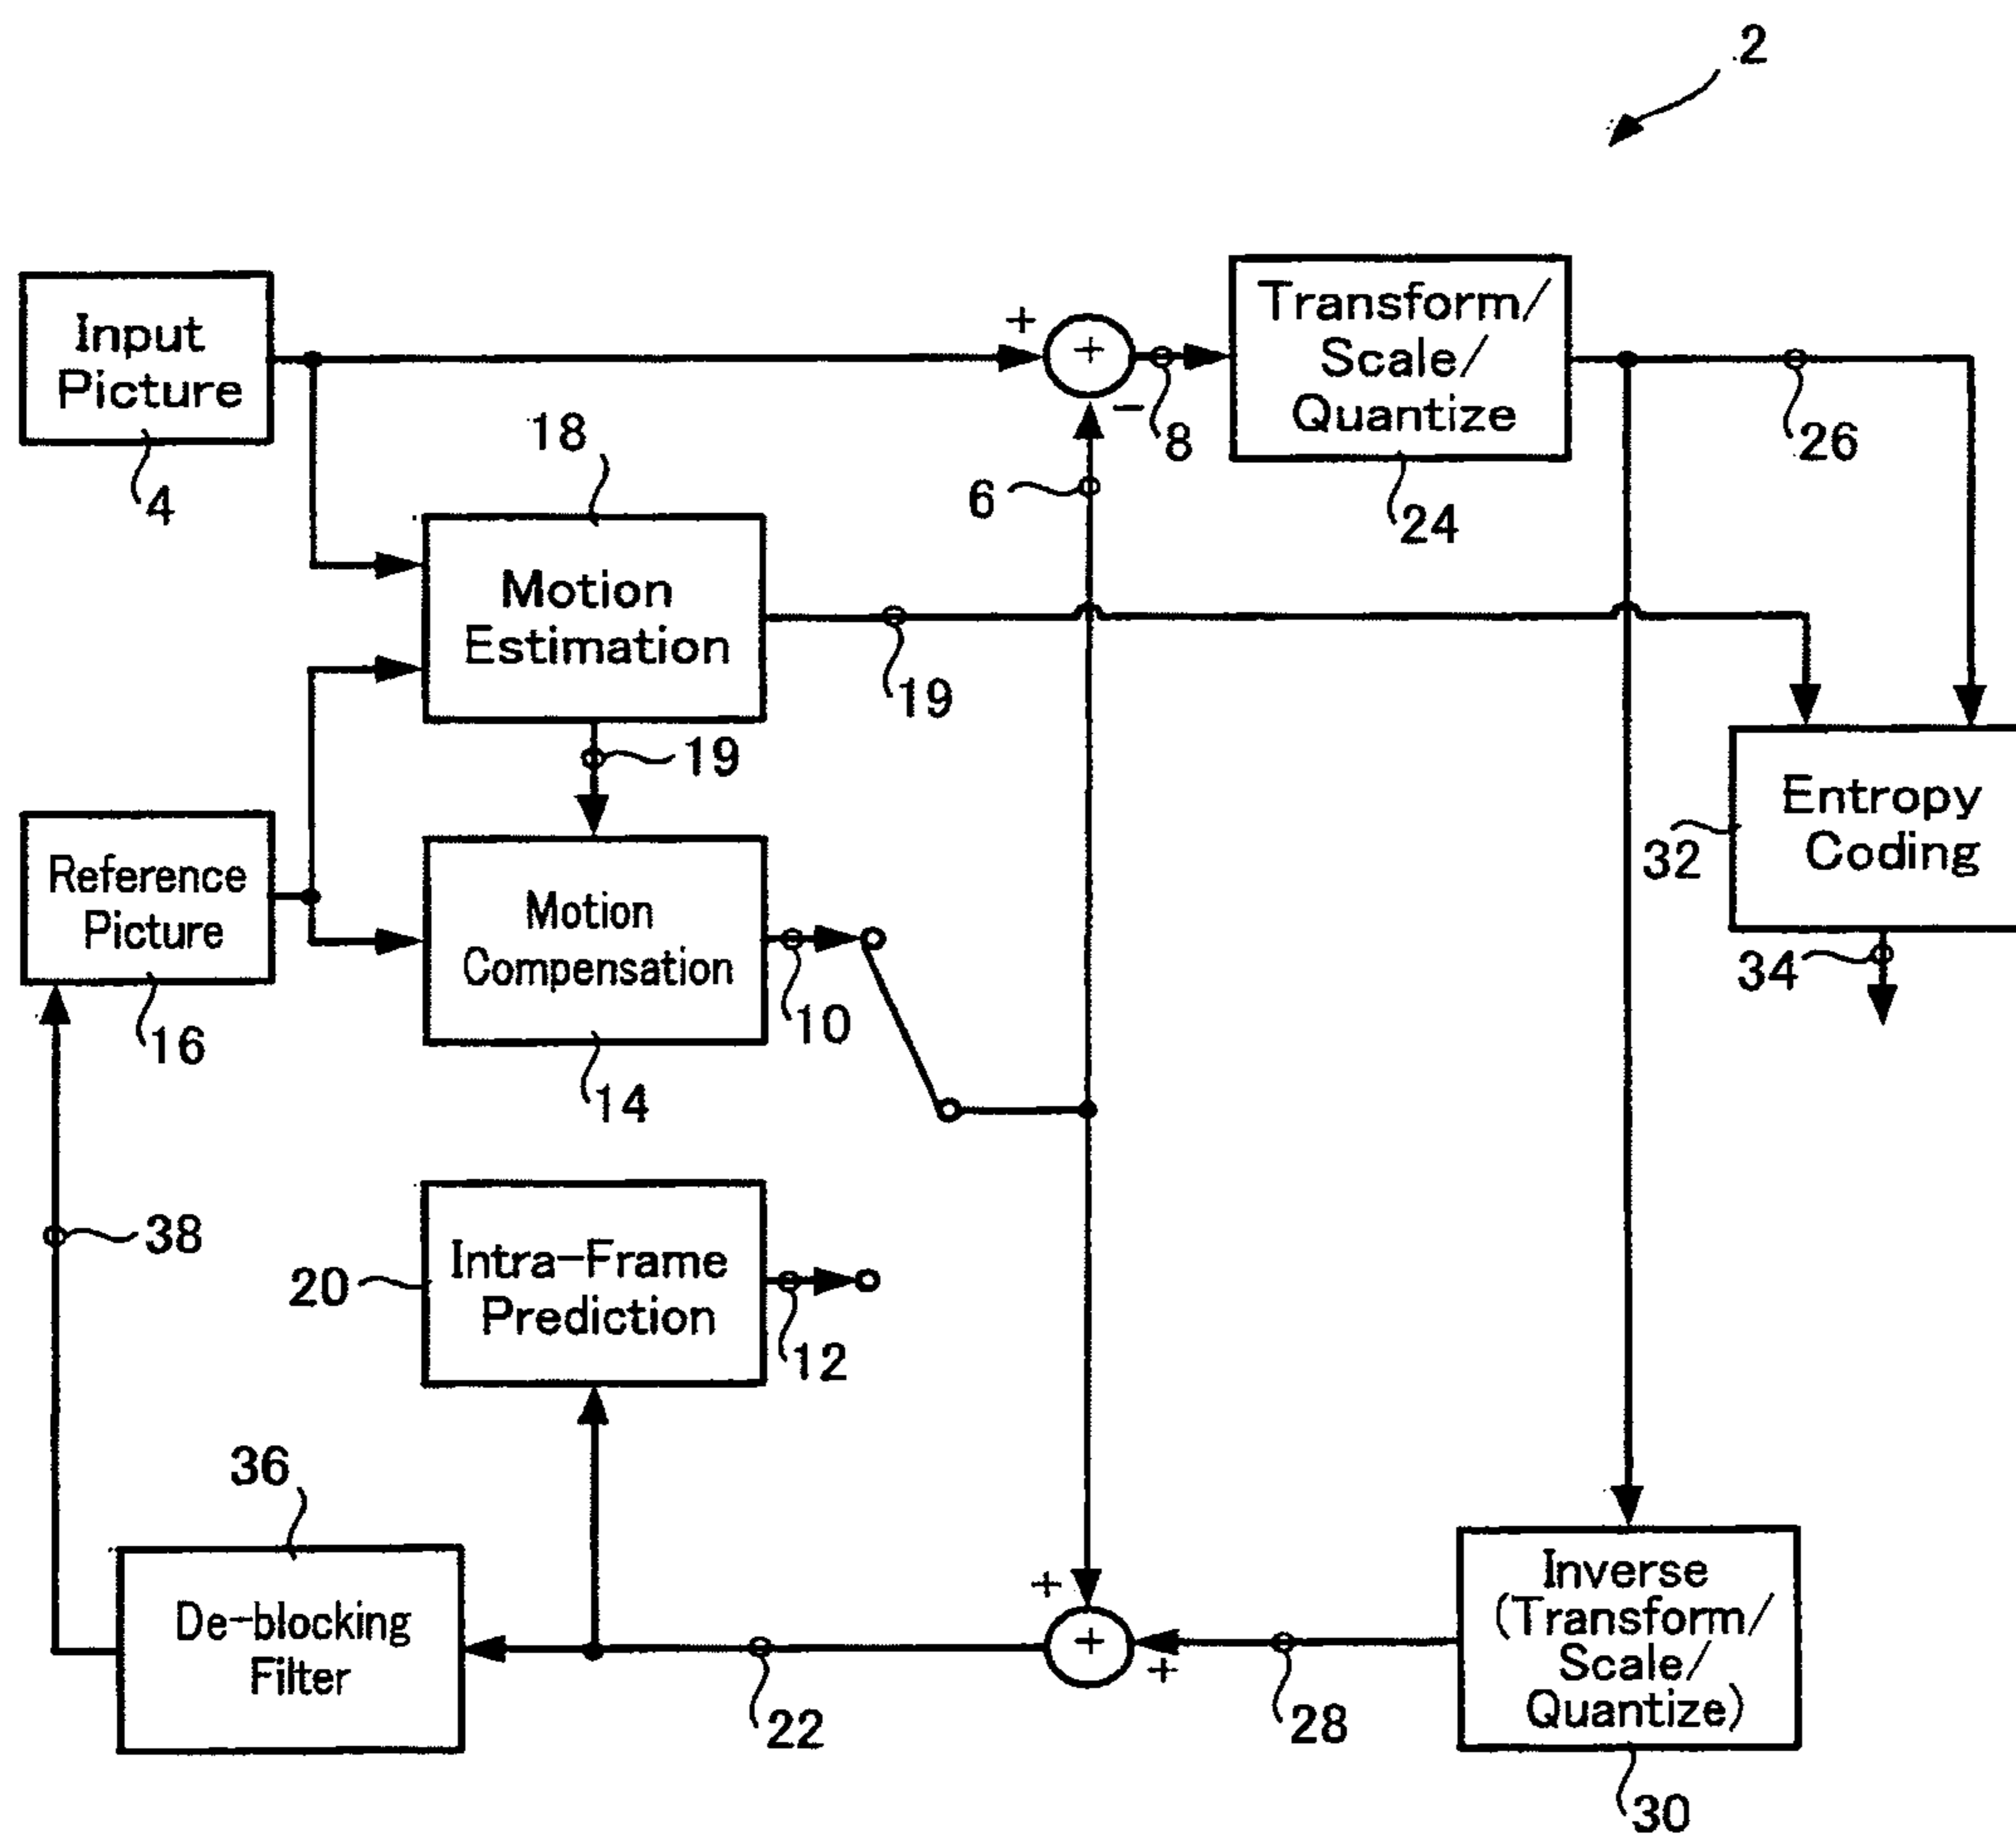 2
Input
Picture
4
+
+
-
8
Transform/
Scale/
Quantize
24
26
18
6
Motion
Estimation
19
19
Entropy
Coding
32
34
Reference
Picture
16
Motion
Compensation
10
14
38
20
Intra-Frame
Prediction
12
36
De-blocking
Filter
22
+
+
+
28
Inverse
(Transform/
Scale/
Quantize)
30